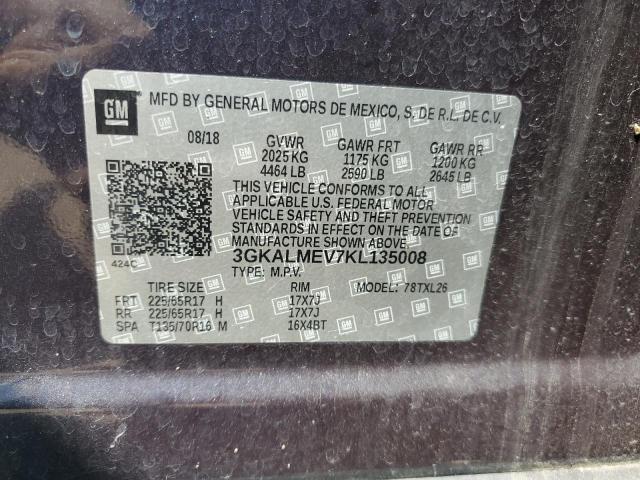 GM MFD BY GENERAL MOTORS DE MEXICO, S. DE R.L. DE C.V.
08/18 GVWR GAWR FRT GAWR RR
2025 KG 1175 KG 1200 KG
4464 LB 2590 LB 2645 LB
THIS VEHICLE CONFORMS TO ALL
APPLICABLE U.S. FEDERAL MOTOR
VEHICLE SAFETY AND THEFT PREVENTION
STANDARDS IN EFFECT ON THE DATE OF
MANUFACTURE SHOWN ABOVE.
424C 3GKALMEV7KL135008
TYPE: M.P.V.
TIRE SIZE RIM MODEL: 78TXL26
FRT 225/65R17 H 17X7J
RR 225/65R17 H 17X7J
SPA T135/70R16 M 16X4BT